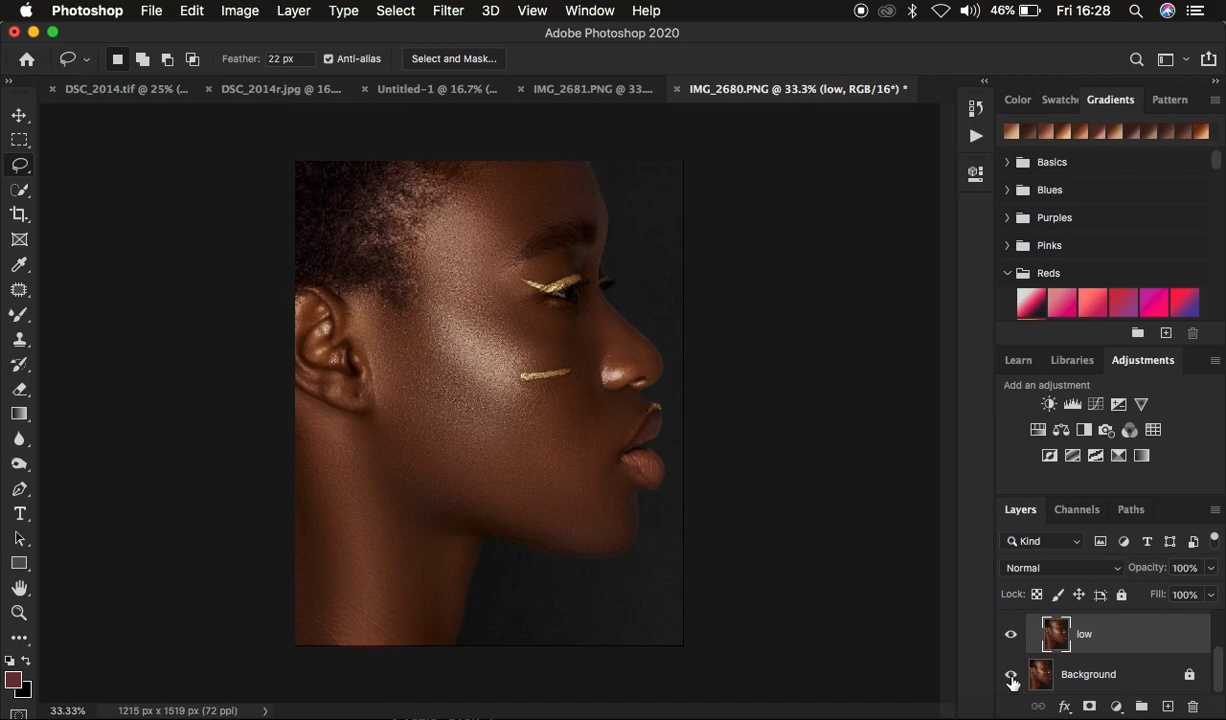 Photoshop File Edit Image Layer Type Select Filter 3D View Window Help 46% Fri 16:28
Adobe Photoshop 2020
Feather: 22 px Anti-alias Select and Mask...
DSC_2014.tif @ 25% (... DSC_2014r.jpg @ 16.... Untitled-1 @ 16.7% (... IMG_2681.PNG @ 33.... IMG_2680.PNG @ 33.3% (low, RGB/16*) *
Color Swatche Gradients Pattern
Basics
Blues
Purples
Pinks
Reds
Learn Libraries Adjustments
Add an adjustment
Layers Channels Paths
Kind
Normal Opacity: 100%
Lock: Fill: 100%
low
Background
33.33% 1215 px x 1519 px (72 ppi)